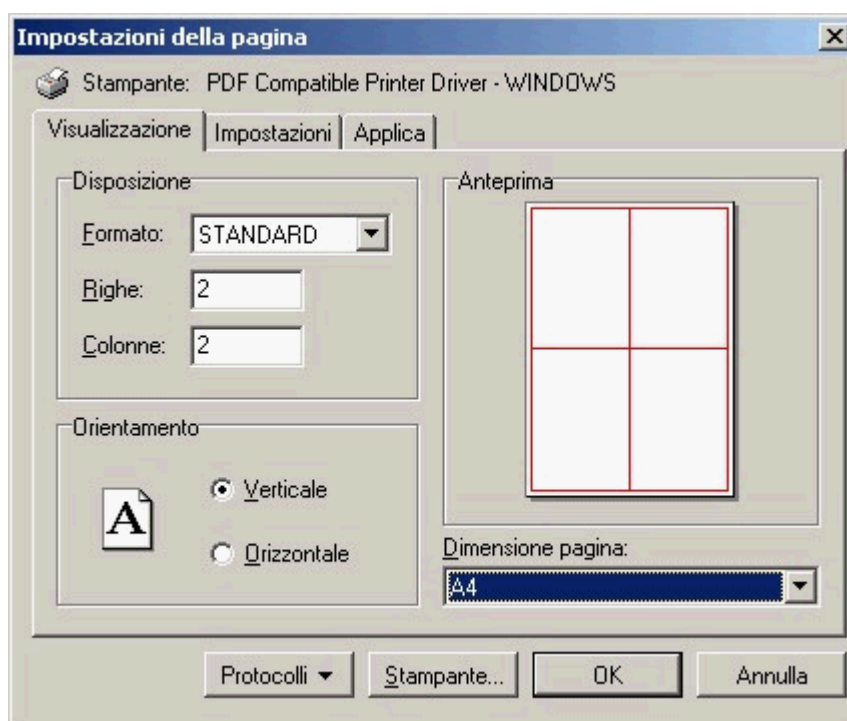 Impostazioni della pagina
Stampante: PDF Compatible Printer Driver - WINDOWS
Visualizzazione Impostazioni Applica
Disposizione
Formato: STANDARD
Righe: 2
Colonne: 2
Anteprima
Orientamento
A
Verticale
Orizzontale
Dimensione pagina:
A4
Protocolli Stampante... OK Annulla